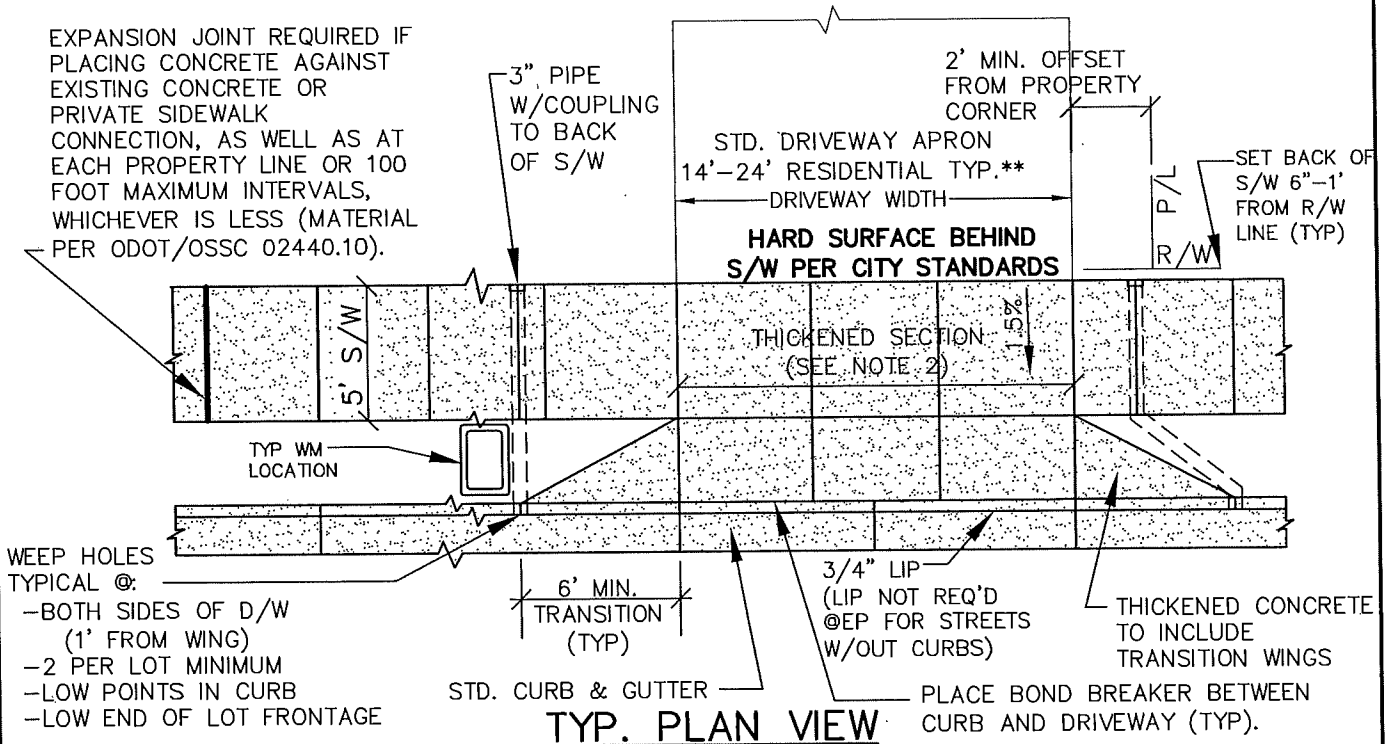 EXPANSION JOINT REQUIRED IF
PLACING CONCRETE AGAINST
EXISTING CONCRETE OR
PRIVATE SIDEWALK
CONNECTION, AS WELL AS AT
EACH PROPERTY LINE OR 100
FOOT MAXIMUM INTERVALS,
WHICHEVER IS LESS (MATERIAL
PER ODOT/OSSC 02440.10).
3" PIPE
W/COUPLING
TO BACK
OF S/W
2' MIN. OFFSET
FROM PROPERTY
CORNER
STD. DRIVEWAY APRON
14'-24' RESIDENTIAL TYP.**
DRIVEWAY WIDTH
HARD SURFACE BEHIND
S/W PER CITY STANDARDS
P/L
R/W
SET BACK OF
S/W 6"-1'
FROM R/W
LINE (TYP)
5' S/W
THICKENED SECTION
(SEE NOTE 2)
TYP WM
LOCATION
WEEP HOLES
TYPICAL @:
-BOTH SIDES OF D/W
(1' FROM WING)
-2 PER LOT MINIMUM
-LOW POINTS IN CURB
-LOW END OF LOT FRONTAGE
6' MIN.
TRANSITION
(TYP)
3/4" LIP
(LIP NOT REQ'D
@EP FOR STREETS
W/OUT CURBS)
THICKENED CONCRETE
TO INCLUDE
TRANSITION WINGS
STD. CURB & GUTTER
PLACE BOND BREAKER BETWEEN
CURB AND DRIVEWAY (TYP).
TYP. PLAN VIEW